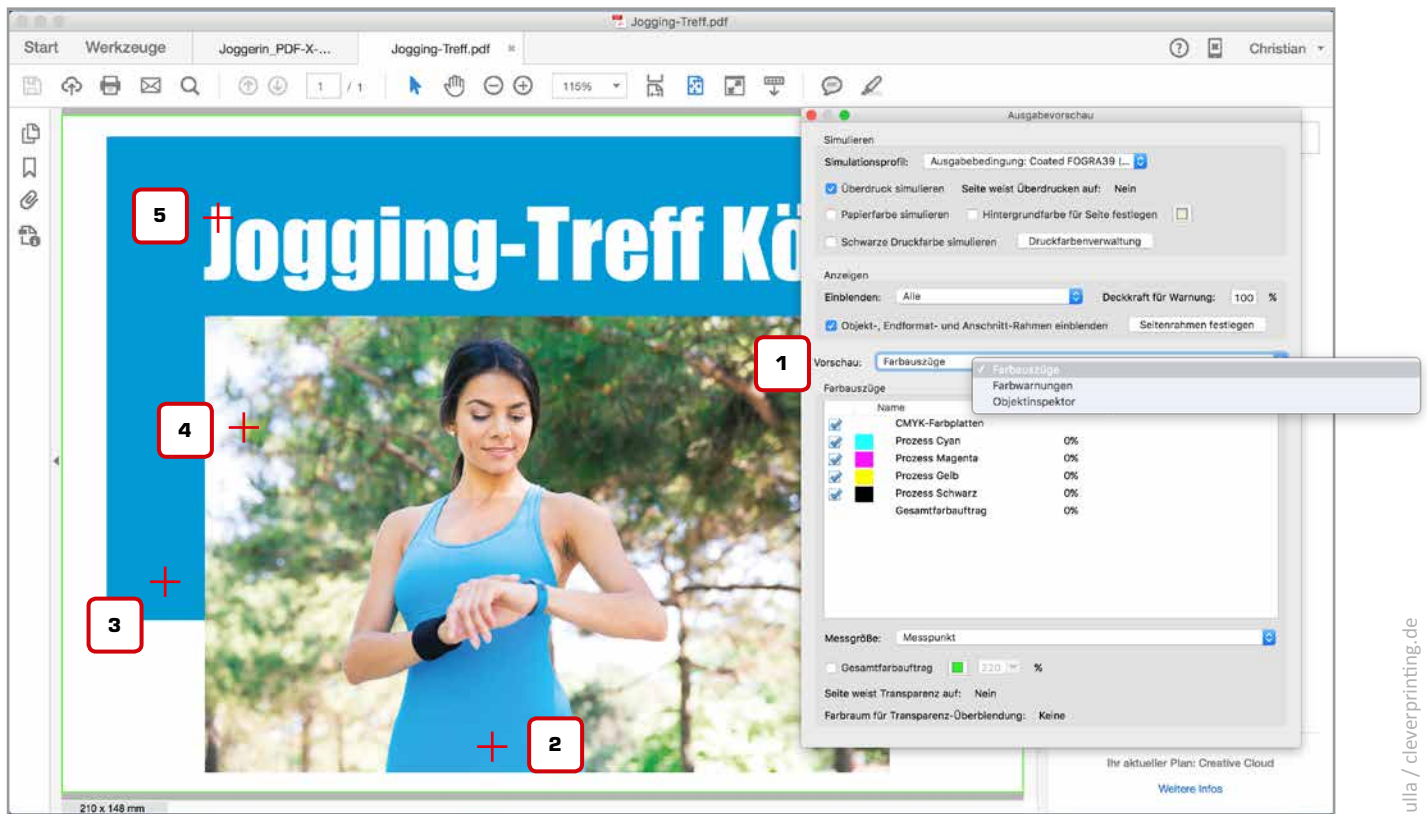 Jogging-Treff.pdf
Start Werkzeuge Joggerin_PDF-X-... Jogging-Treff.pdf Christian
1 / 1 115%
Jogging-Treff Kö
5
4
3
2
1
Ausgabevorschau
Simulieren
Simulationsprofil: Ausgabebedingung: Coated FOGRA39 (...
Überdruck simulieren Seite weist Überdrucken auf: Nein
Papierfarbe simulieren Hintergrundfarbe für Seite festlegen
Schwarze Druckfarbe simulieren Druckfarbenverwaltung
Anzeigen
Einblenden: Alle Deckkraft für Warnung: 100 %
Objekt-, Endformat- und Anschnitt-Rahmen einblenden Seitenrahmen festlegen
Vorschau: Farbauszüge
✓ Farbauszüge
Farbwarnungen
Objektinspektor
Farbauszüge
Name
CMYK-Farbplatten
Prozess Cyan 0%
Prozess Magenta 0%
Prozess Gelb 0%
Prozess Schwarz 0%
Gesamtfarbauftrag 0%
Messgröße: Messpunkt
Gesamtfarbauftrag 220 %
Seite weist Transparenz auf: Nein
Farbraum für Transparenz-Überblendung: Keine
Ihr aktueller Plan: Creative Cloud
Weitere Infos
210 x 148 mm
ulla / cleverprinting.de